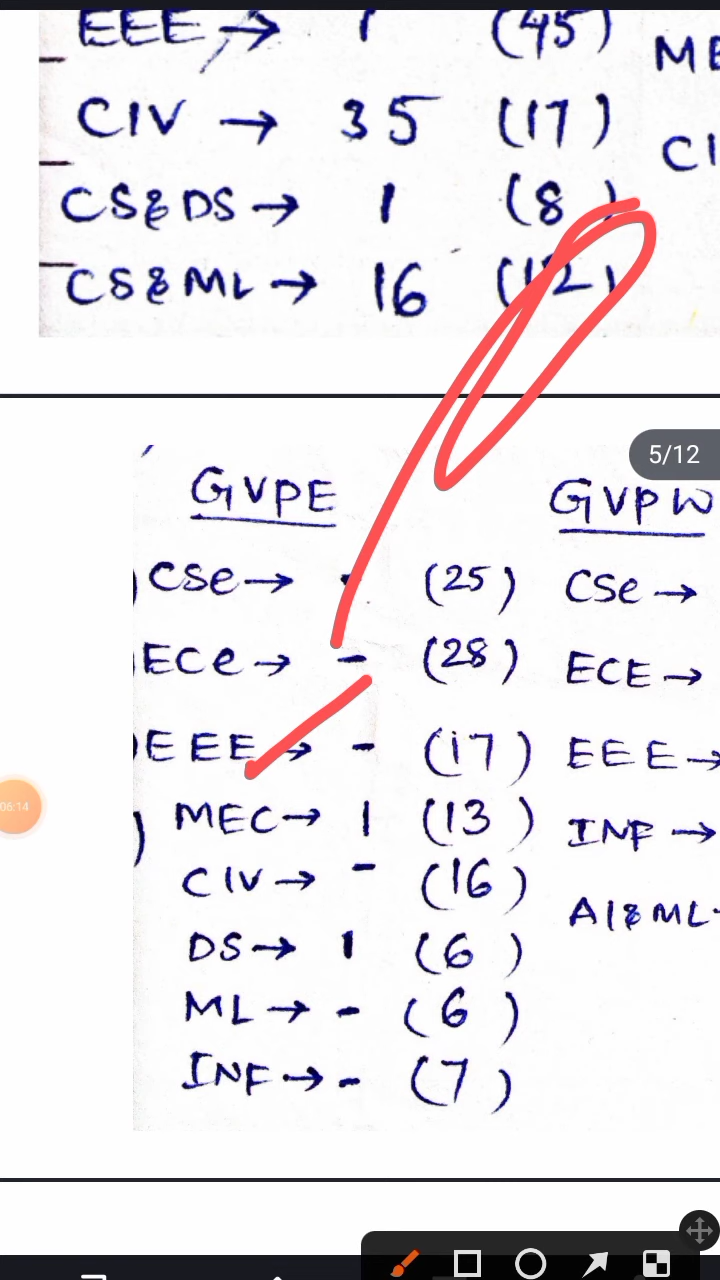 EEE → 1 (45)
ME
CIV → 35 (17)
CI
CS&DS → 1 (8)
CS&ML → 16 (12)
5/12
GVPE
GVPW
CSe → - (25)
CSe →
ECe → - (28)
ECE →
EEE → - (17)
EEE →
06:14
MEC → 1 (13)
INF →
CIV → - (16)
AI&ML
DS → 1 (6)
ML → - (6)
INF → - (7)